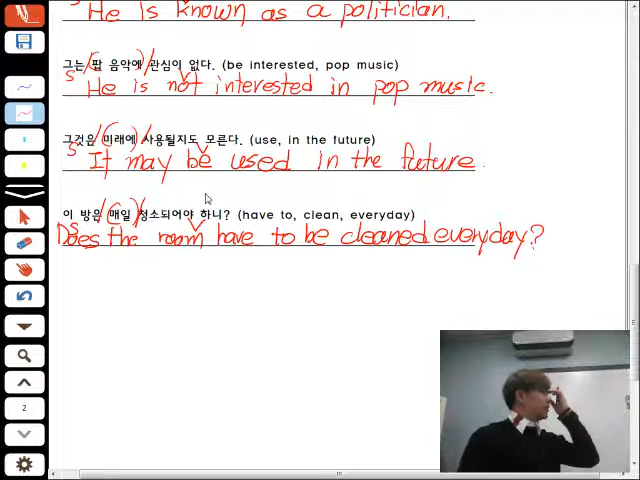 He is known as a politician.
그는 팝 음악에 관심이 없다. (be interested, pop music)
S
He is not interested in pop music.
그것은 미래에 사용될지도 모른다. (use, in the future)
S
It may be used in the future.
이 방은 매일 청소되어야 하니? (have to, clean, everyday)
S
Does the room have to be cleaned everyday?
2